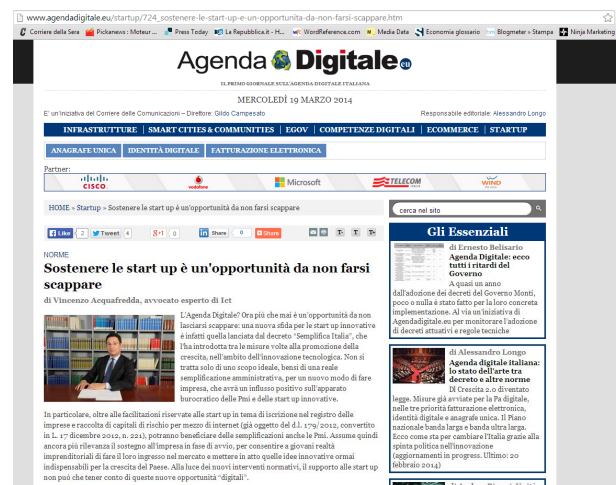 www.agendadigitale.eu/startup/724_sostenere-le-start-up-e-un-opportunita-da-non-farsi-scappare.htm
Corriere della Sera Pickanews : Moteur ... Press Today La Repubblica.it - H... WordReference.com Media Data Economia glossario Blogmeter » Stampa Ninja Marketing
Agenda Digitale.eu
IL PRIMO GIORNALE SULL'AGENDA DIGITALE ITALIANA
MERCOLEDÌ 19 MARZO 2014
E' un'iniziativa del Corriere delle Comunicazioni – Direttore: Gildo Campesato
Responsabile editoriale: Alessandro Longo
INFRASTRUTTURE | SMART CITIES & COMMUNITIES | EGOV | COMPETENZE DIGITALI | ECOMMERCE | STARTUP
ANAGRAFE UNICA IDENTITÀ DIGITALE FATTURAZIONE ELETTRONICA
Partner:
CISCO vodafone Microsoft TELECOM WIND
HOME » Startup » Sostenere le start up è un'opportunità da non farsi scappare
Like 2 Tweet 4 8+1 0 in Share 0 Share T- T T+
NORME
Sostenere le start up è un'opportunità da non farsi
scappare
di Vincenzo Acquafredda, avvocato esperto di Ict
L'Agenda Digitale? Ora più che mai è un'opportunità da non
lasciarsi scappare: una nuova sfida per le start up innovative
è infatti quella lanciata dal decreto "Semplifica Italia", che
l'ha introdotta tra le misure volte alla promozione della
crescita, nell'ambito dell'innovazione tecnologica. Non si
tratta solo di uno scopo ideale, bensì di una reale
semplificazione amministrativa, per un nuovo modo di fare
impresa, che avrà un influsso positivo sull'apparato
burocratico delle Pmi e delle start up innovative.
In particolare, oltre alle facilitazioni riservate alle start up in tema di iscrizione nel registro delle
imprese e raccolta di capitali di rischio per mezzo di internet (già oggetto del d.l. 179/2012, convertito
in L. 17 dicembre 2012, n. 221), potranno beneficiare delle semplificazioni anche le Pmi. Assume quindi
ancora più rilevanza il sostegno all'impresa in fase di avvio, per consentire a giovani realtà
imprenditoriali di fare il loro ingresso nel mercato e mettere in atto quelle idee innovative ormai
indispensabili per la crescita del Paese. Alla luce dei nuovi interventi normativi, il supporto alle start up
non può che tener conto di queste nuove opportunità "digitali".
cerca nel sito
Gli Essenziali
di Ernesto Belisario
Agenda Digitale: ecco
tutti i ritardi del
Governo
A quasi un anno
dall'adozione dei decreti del Governo Monti,
poco o nulla è stato fatto per la loro concreta
implementazione. Al via un'iniziativa di
Agendadigitale.eu per monitorare l'adozione
di decreti attuativi e regole tecniche
di Alessandro Longo
Agenda digitale italiana:
lo stato dell'arte tra
decreto e altre norme
Dl Crescita 2.0 diventato
legge. Misure già avviate per la Pa digitale,
nelle tre priorità fatturazione elettronica,
identità digitale e anagrafe unica. Il Piano
nazionale banda larga e banda ultra larga.
Ecco come sta per cambiare l'Italia grazie alla
spinta politica nell'innovazione
(aggiornamenti in progress. Ultimo: 20
febbraio 2014)